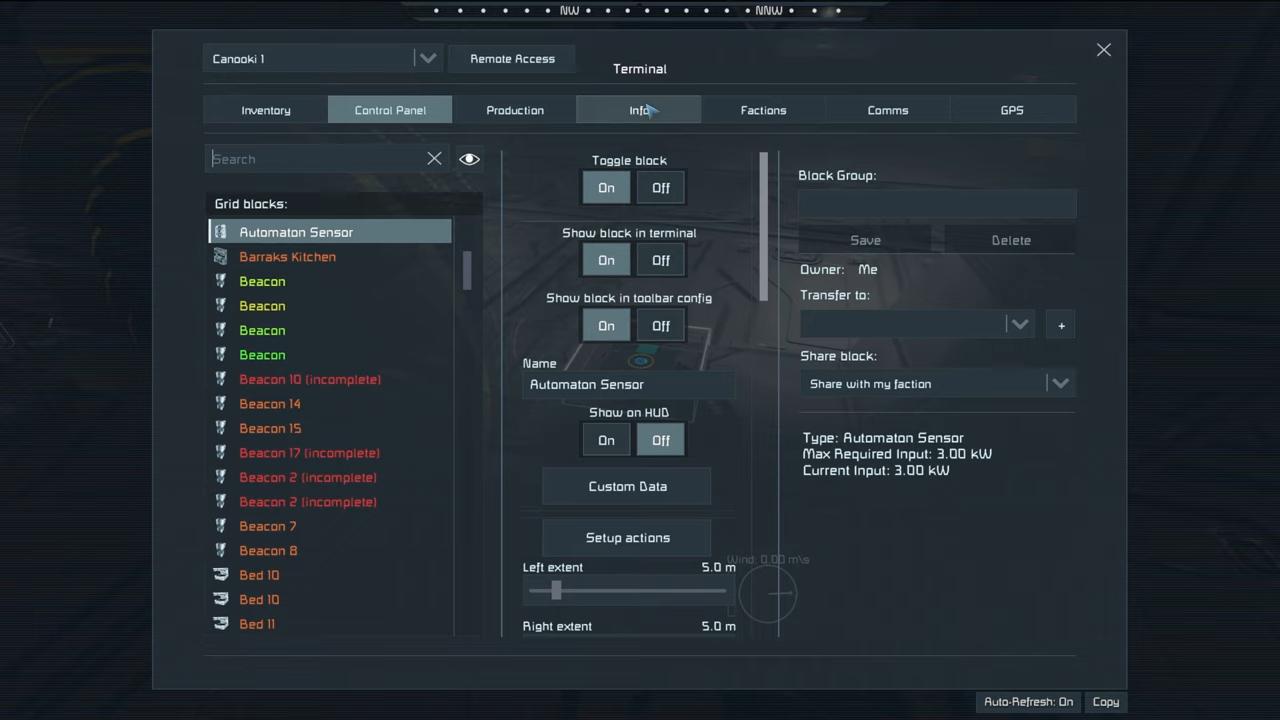 NW NNW
Canooki 1
Remote Access
Terminal
Inventory
Control Panel
Production
Info
Factions
Comms
GPS
Search
Grid blocks:
Automaton Sensor
Barraks Kitchen
Beacon
Beacon
Beacon
Beacon
Beacon 10 (incomplete)
Beacon 14
Beacon 15
Beacon 17 (incomplete)
Beacon 2 (incomplete)
Beacon 2 (incomplete)
Beacon 7
Beacon 8
Bed 10
Bed 10
Bed 11
Toggle block
On Off
Show block in terminal
On Off
Show block in toolbar config
On Off
Name
Automaton Sensor
Show on HUD
On Off
Custom Data
Setup actions
Left extent 5.0 m
Right extent 5.0 m
Wind: 0.00 m/s
Block Group:
Save Delete
Owner: Me
Transfer to:
+
Share block:
Share with my faction
Type: Automaton Sensor
Max Required Input: 3.00 kW
Current Input: 3.00 kW
Auto-Refresh: On
Copy